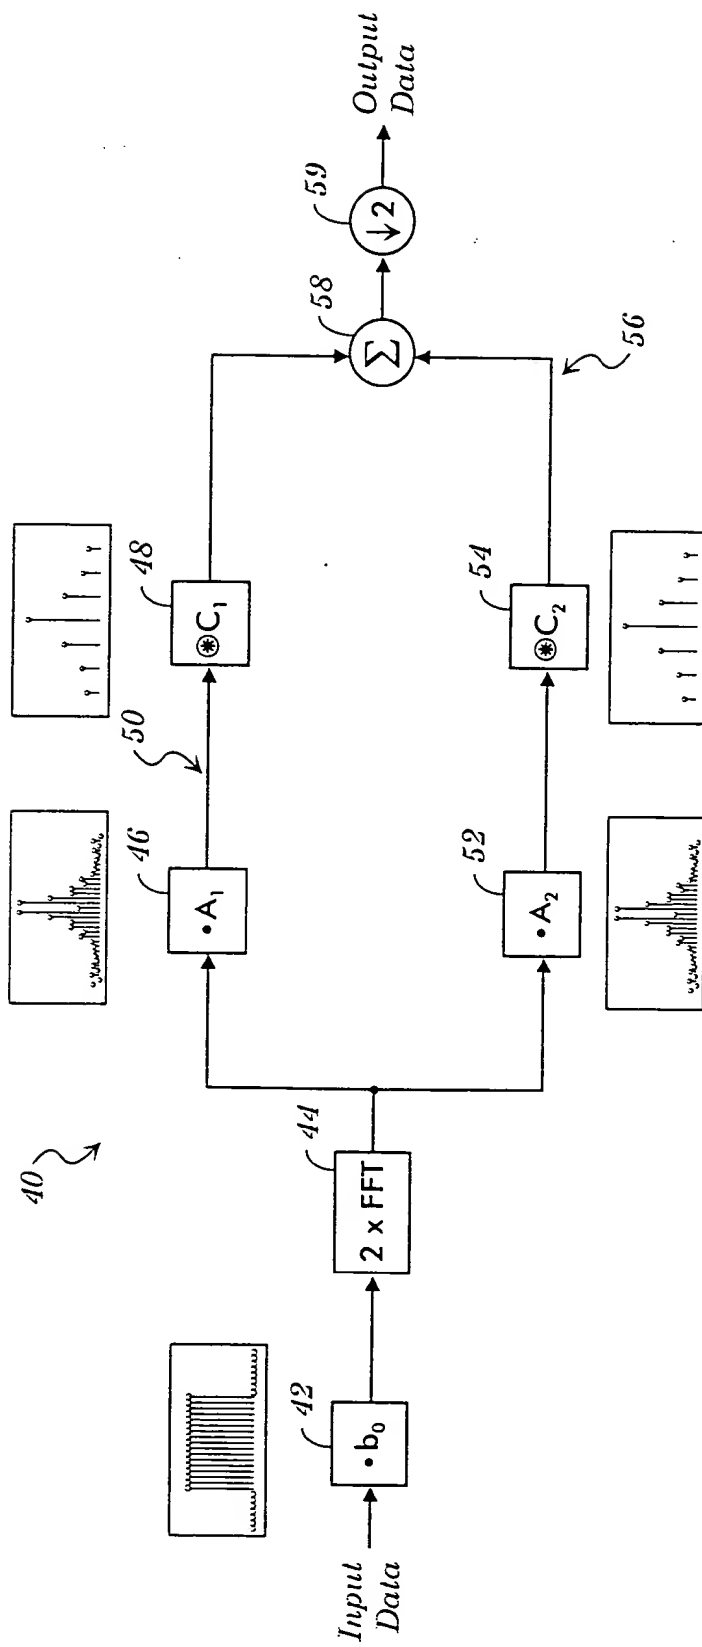 40
Input
Data
42
• b₀
44
2 x FFT
46
• A₁
50
48
⊛ C₁
52
• A₂
54
⊛ C₂
56
58
Σ
59
↓ 2
Output
Data